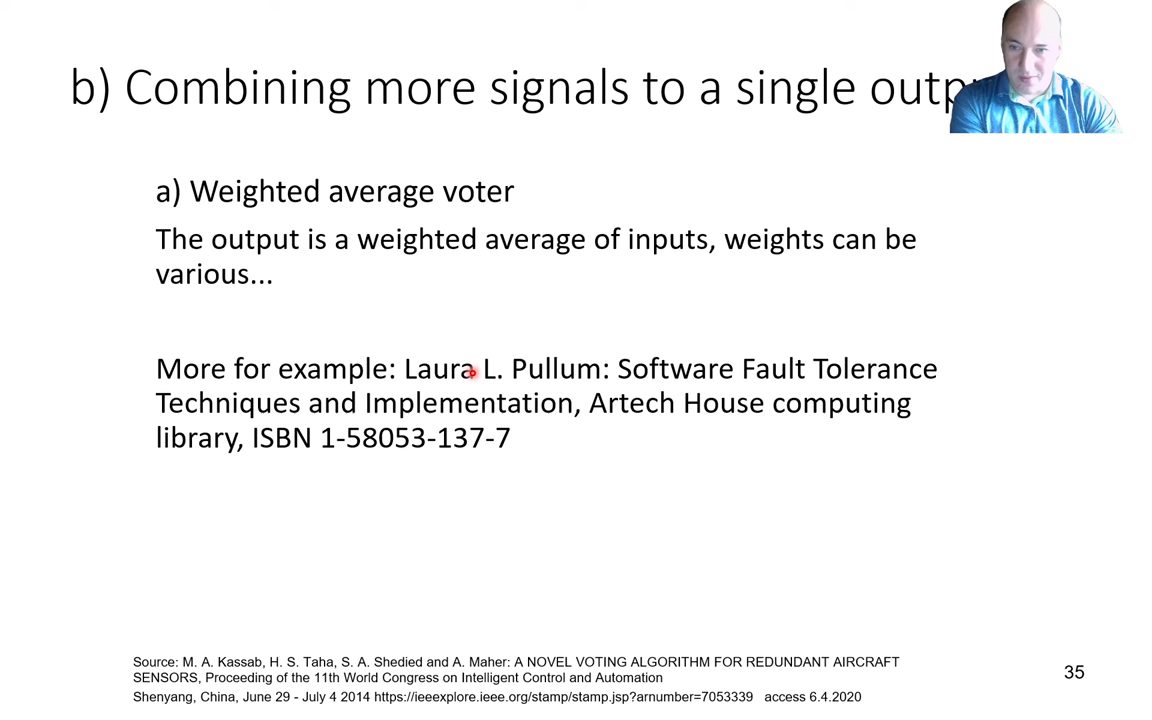 b) Combining more signals to a single outp
a) Weighted average voter
The output is a weighted average of inputs, weights can be
various...
More for example: Laura L. Pullum: Software Fault Tolerance
Techniques and Implementation, Artech House computing
library, ISBN 1-58053-137-7
Source: M. A. Kassab, H. S. Taha, S. A. Shedied and A. Maher: A NOVEL VOTING ALGORITHM FOR REDUNDANT AIRCRAFT
SENSORS, Proceeding of the 11th World Congress on Intelligent Control and Automation
Shenyang, China, June 29 - July 4 2014 https://ieeexplore.ieee.org/stamp/stamp.jsp?arnumber=7053339 access 6.4.2020
35